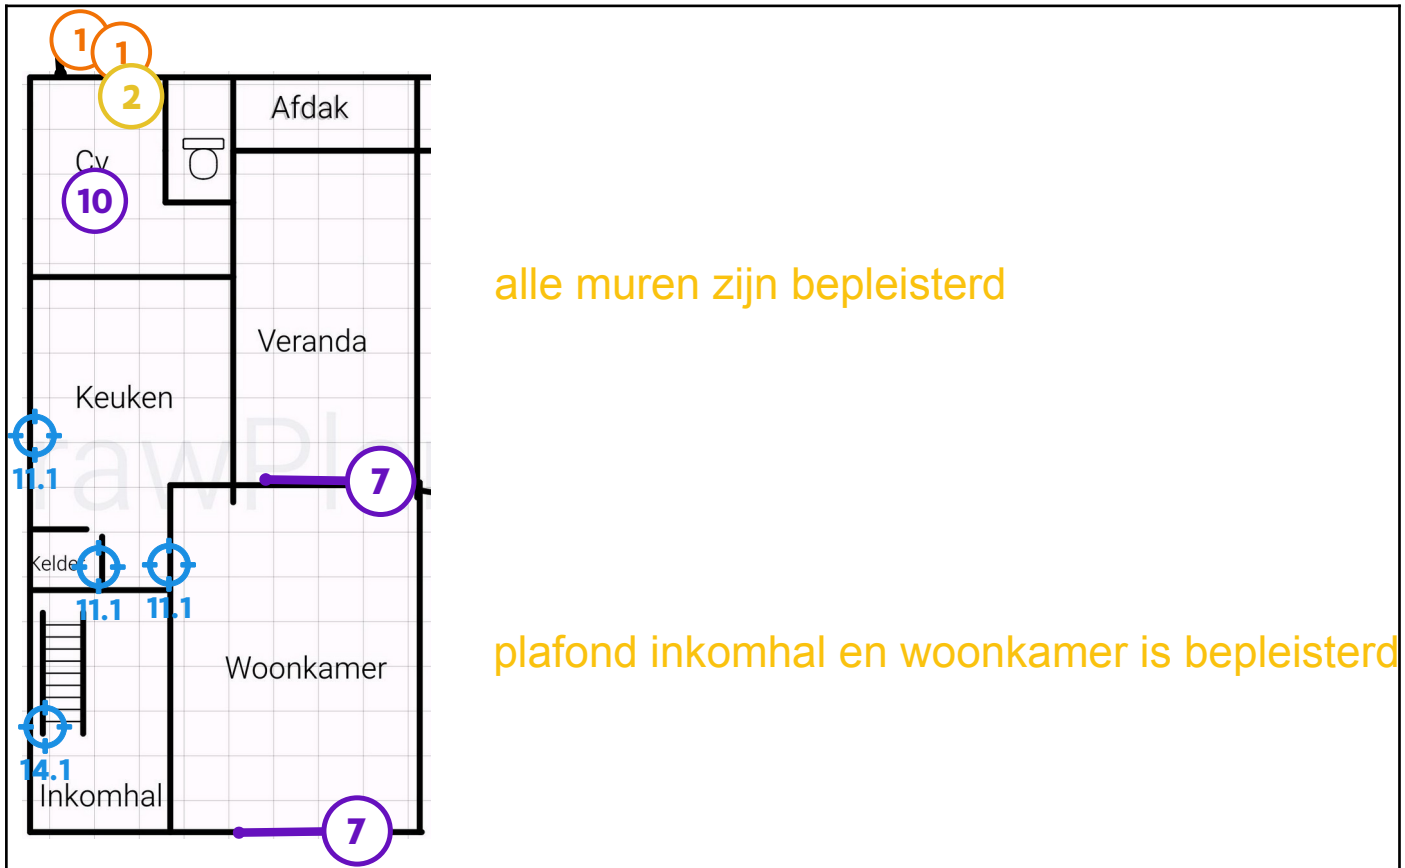 1
1
2
Afdak
Cv
10
alle muren zijn bepleisterd
Veranda
Keuken
11.1
7
Kelder
11.1
11.1
plafond inkomhal en woonkamer is bepleisterd
Woonkamer
14.1
Inkomhal
7